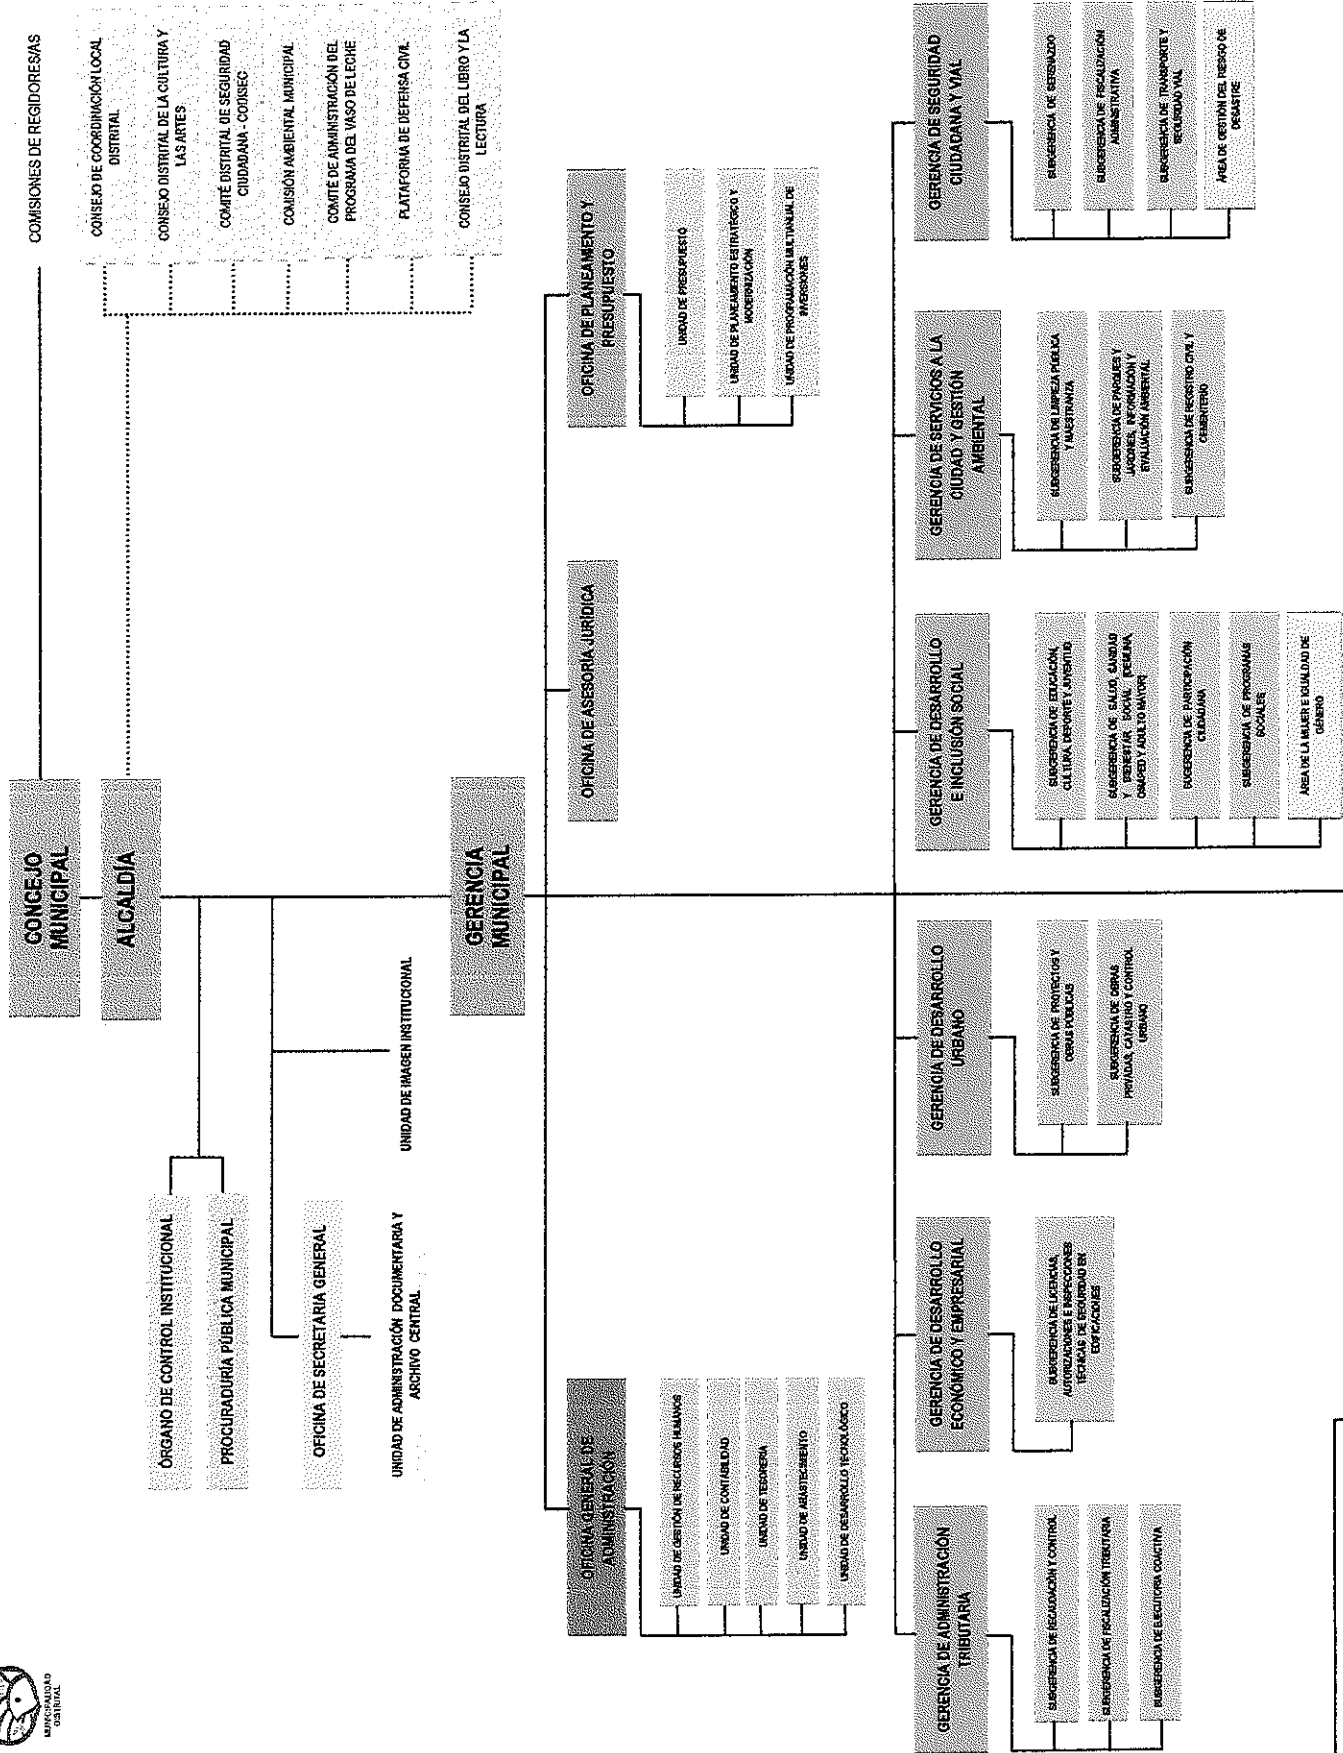 MUNICIPALIDAD
DISTRITAL
CONCEJO
MUNICIPAL
COMISIONES DE REGIDORES/AS
ALCALDÍA
CONSEJO DE COORDINACIÓN LOCAL
DISTRITAL
CONSEJO DISTRITAL DE LA CULTURA Y
LAS ARTES
COMITÉ DISTRITAL DE SEGURIDAD
CIUDADANA - CODISEC
COMISIÓN AMBIENTAL MUNICIPAL
COMITÉ DE ADMINISTRACIÓN DEL
PROGRAMA DEL VASO DE LECHE
PLATAFORMA DE DEFENSA CIVIL
CONSEJO DISTRITAL DEL LIBRO Y LA
LECTURA
ÓRGANO DE CONTROL INSTITUCIONAL
PROCURADURÍA PÚBLICA MUNICIPAL
OFICINA DE SECRETARIA GENERAL
UNIDAD DE ADMINISTRACIÓN DOCUMENTARIA Y
ARCHIVO CENTRAL
UNIDAD DE IMAGEN INSTITUCIONAL
GERENCIA
MUNICIPAL
OFICINA GENERAL DE
ADMINISTRACIÓN
UNIDAD DE GESTIÓN DE RECURSOS HUMANOS
UNIDAD DE CONTABILIDAD
UNIDAD DE TESORERIA
UNIDAD DE ABASTECIMIENTO
UNIDAD DE DESARROLLO TECNOLÓGICO
OFICINA DE ASESORÍA JURÍDICA
OFICINA DE PLANEAMIENTO Y
PRESUPUESTO
UNIDAD DE PRESUPUESTO
UNIDAD DE PLANEAMIENTO ESTRATÉGICO Y
MODERNIZACIÓN
UNIDAD DE PROGRAMACIÓN MULTIANUAL DE
INVERSIONES
GERENCIA DE ADMINISTRACIÓN
TRIBUTARIA
SUBGERENCIA DE RECAUDACIÓN Y CONTROL
SUBGERENCIA DE FISCALIZACIÓN TRIBUTARIA
SUBGERENCIA DE EJECUTORIA COACTIVA
GERENCIA DE DESARROLLO
ECONÓMICO Y EMPRESARIAL
SUBGERENCIA DE LICENCIAS,
AUTORIZACIONES E INSPECCIONES
TÉCNICAS DE SEGURIDAD EN
EDIFICACIONES
GERENCIA DE DESARROLLO
URBANO
SUBGERENCIA DE PROYECTOS Y
OBRAS PÚBLICAS
SUBGERENCIA DE OBRAS
PRIVADAS, CATASTRO Y CONTROL
URBANO
GERENCIA DE DESARROLLO
E INCLUSIÓN SOCIAL
SUBGERENCIA DE EDUCACIÓN,
CULTURA, DEPORTE Y JUVENTUD
SUBGERENCIA DE SALUD, SANIDAD
Y BIENESTAR SOCIAL (DEMUNA,
OMAPED Y ADULTO MAYOR)
SUGERENCIA DE PARTICIPACIÓN
CIUDADANA
SUBGERENCIA DE PROGRAMAS
SOCIALES
ÁREA DE LA MUJER E IGUALDAD DE
GÉNERO
GERENCIA DE SERVICIOS A LA
CIUDAD Y GESTIÓN
AMBIENTAL
SUBGERENCIA DE LIMPIEZA PÚBLICA
Y MAESTRANZA
SUBGERENCIA DE PARQUES Y
JARDINES, INFORMACIÓN Y
EVALUACIÓN AMBIENTAL
SUBGERENCIA DE REGISTRO CIVIL Y
CEMENTERIO
GERENCIA DE SEGURIDAD
CIUDADANA Y VIAL
SUBGERENCIA DE SERENAZGO
SUBGERENCIA DE FISCALIZACIÓN
ADMINISTRATIVA
SUBGERENCIA DE TRANSPORTE Y
SEGURIDAD VIAL
ÁREA DE GESTIÓN DEL RIESGO DE
DESASTRE